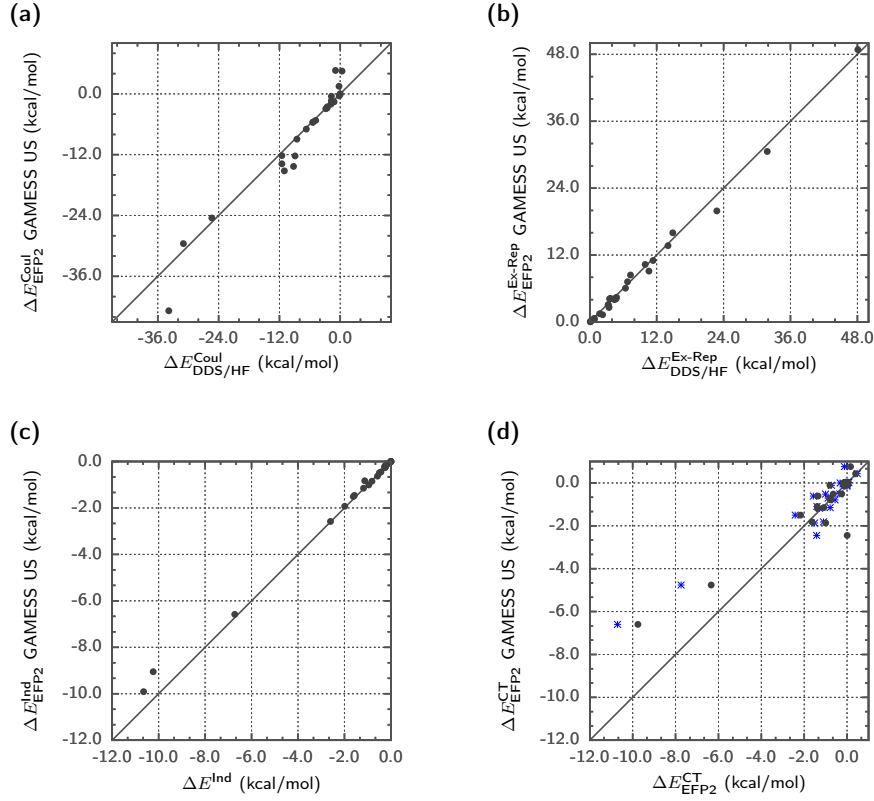 (a)
ΔE^Coul_EFP2 GAMESS US (kcal/mol)
0.0
-12.0
-24.0
-36.0
-36.0 -24.0 -12.0 0.0
ΔE^Coul_DDS/HF (kcal/mol)
(b)
ΔE^Ex-Rep_EFP2 GAMESS US (kcal/mol)
48.0
36.0
24.0
12.0
0.0
0.0 12.0 24.0 36.0 48.0
ΔE^Ex-Rep_DDS/HF (kcal/mol)
(c)
ΔE^Ind_EFP2 GAMESS US (kcal/mol)
0.0
-2.0
-4.0
-6.0
-8.0
-10.0
-12.0
-12.0 -10.0 -8.0 -6.0 -4.0 -2.0 0.0
ΔE^Ind (kcal/mol)
(d)
ΔE^CT_EFP2 GAMESS US (kcal/mol)
0.0
-2.0
-4.0
-6.0
-8.0
-10.0
-12.0
-12.0 -10.0 -8.0 -6.0 -4.0 -2.0 0.0
ΔE^CT_EFP2 (kcal/mol)